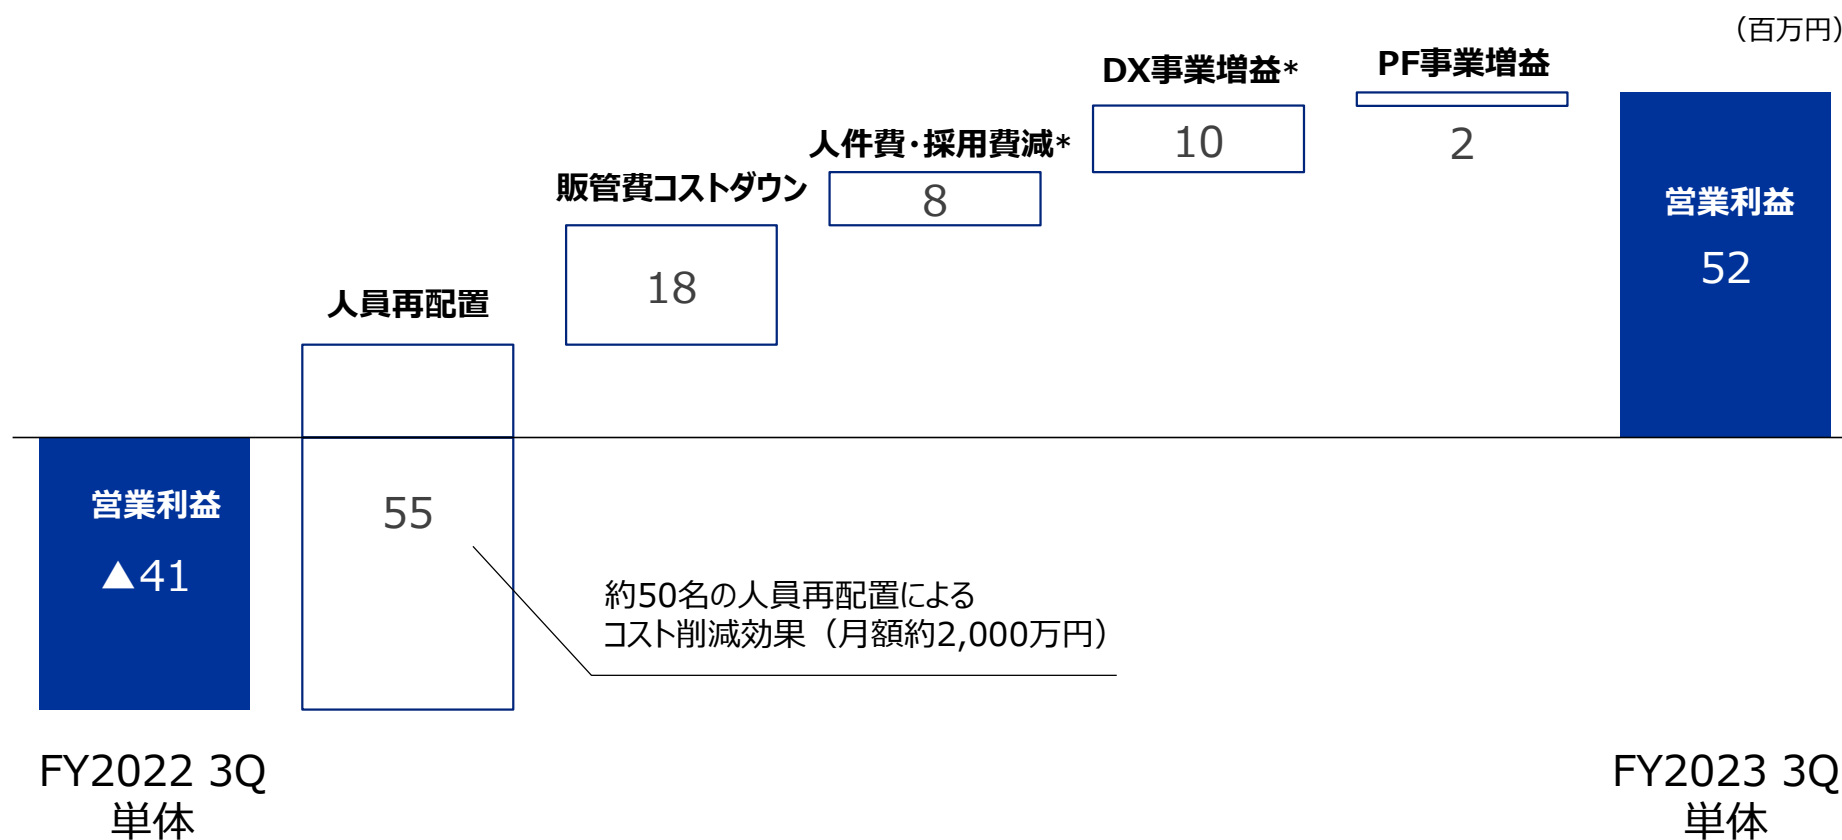 （百万円）
DX事業増益*
PF事業増益
人件費・採用費減*
10
2
販管費コストダウン
8
営業利益
52
人員再配置
18
営業利益
▲41
55
約50名の人員再配置による
コスト削減効果（月額約2,000万円）
FY2022 3Q
単体
FY2023 3Q
単体